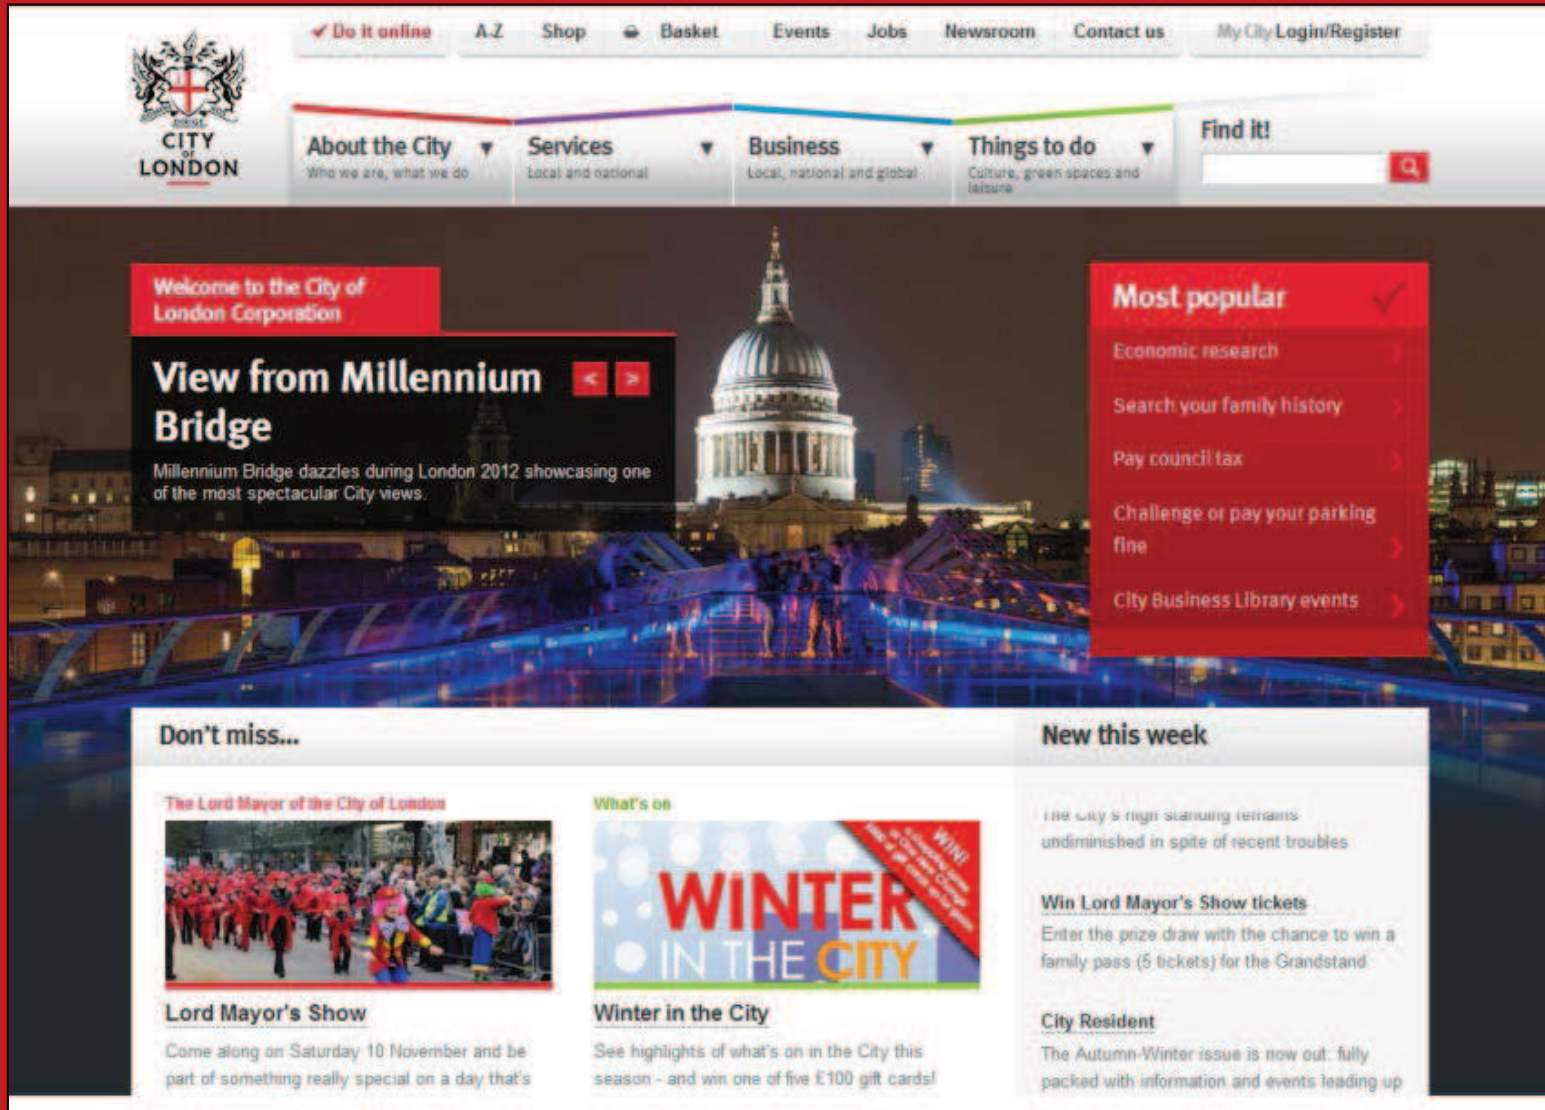 Do it online
A-Z
Shop
Basket
Events
Jobs
Newsroom
Contact us
My City Login/Register
CITY
OF
LONDON
About the City
Who we are, what we do
Services
Local and national
Business
Local, national and global
Things to do
Culture, green spaces and
leisure
Find it!
Welcome to the City of
London Corporation
View from Millennium
Bridge
< >
Millennium Bridge dazzles during London 2012 showcasing one
of the most spectacular City views.
Most popular
Economic research
Search your family history
Pay council tax
Challenge or pay your parking
fine
City Business Library events
Don't miss...
The Lord Mayor of the City of London
Lord Mayor's Show
Come along on Saturday 10 November and be
part of something really special on a day that's
What's on
WINTER
IN THE CITY
WIN!
Winter in the City
See highlights of what's on in the City this
season - and win one of five £100 gift cards!
New this week
The City's high standing remains
undiminished in spite of recent troubles
Win Lord Mayor's Show tickets
Enter the prize draw with the chance to win a
family pass (5 tickets) for the Grandstand
City Resident
The Autumn-Winter issue is now out: fully
packed with information and events leading up